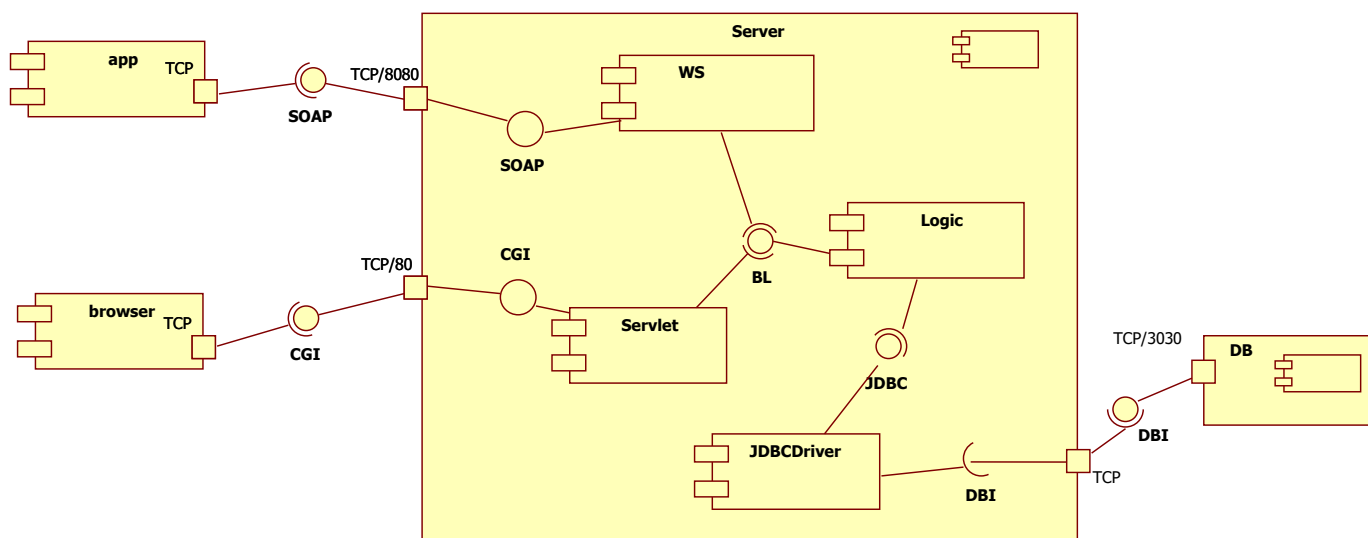 Server
app
TCP
SOAP
TCP/8080
WS
SOAP
Logic
BL
CGI
TCP/80
browser
TCP
CGI
Servlet
JDBC
TCP/3030
DB
DBI
JDBCDriver
DBI
TCP